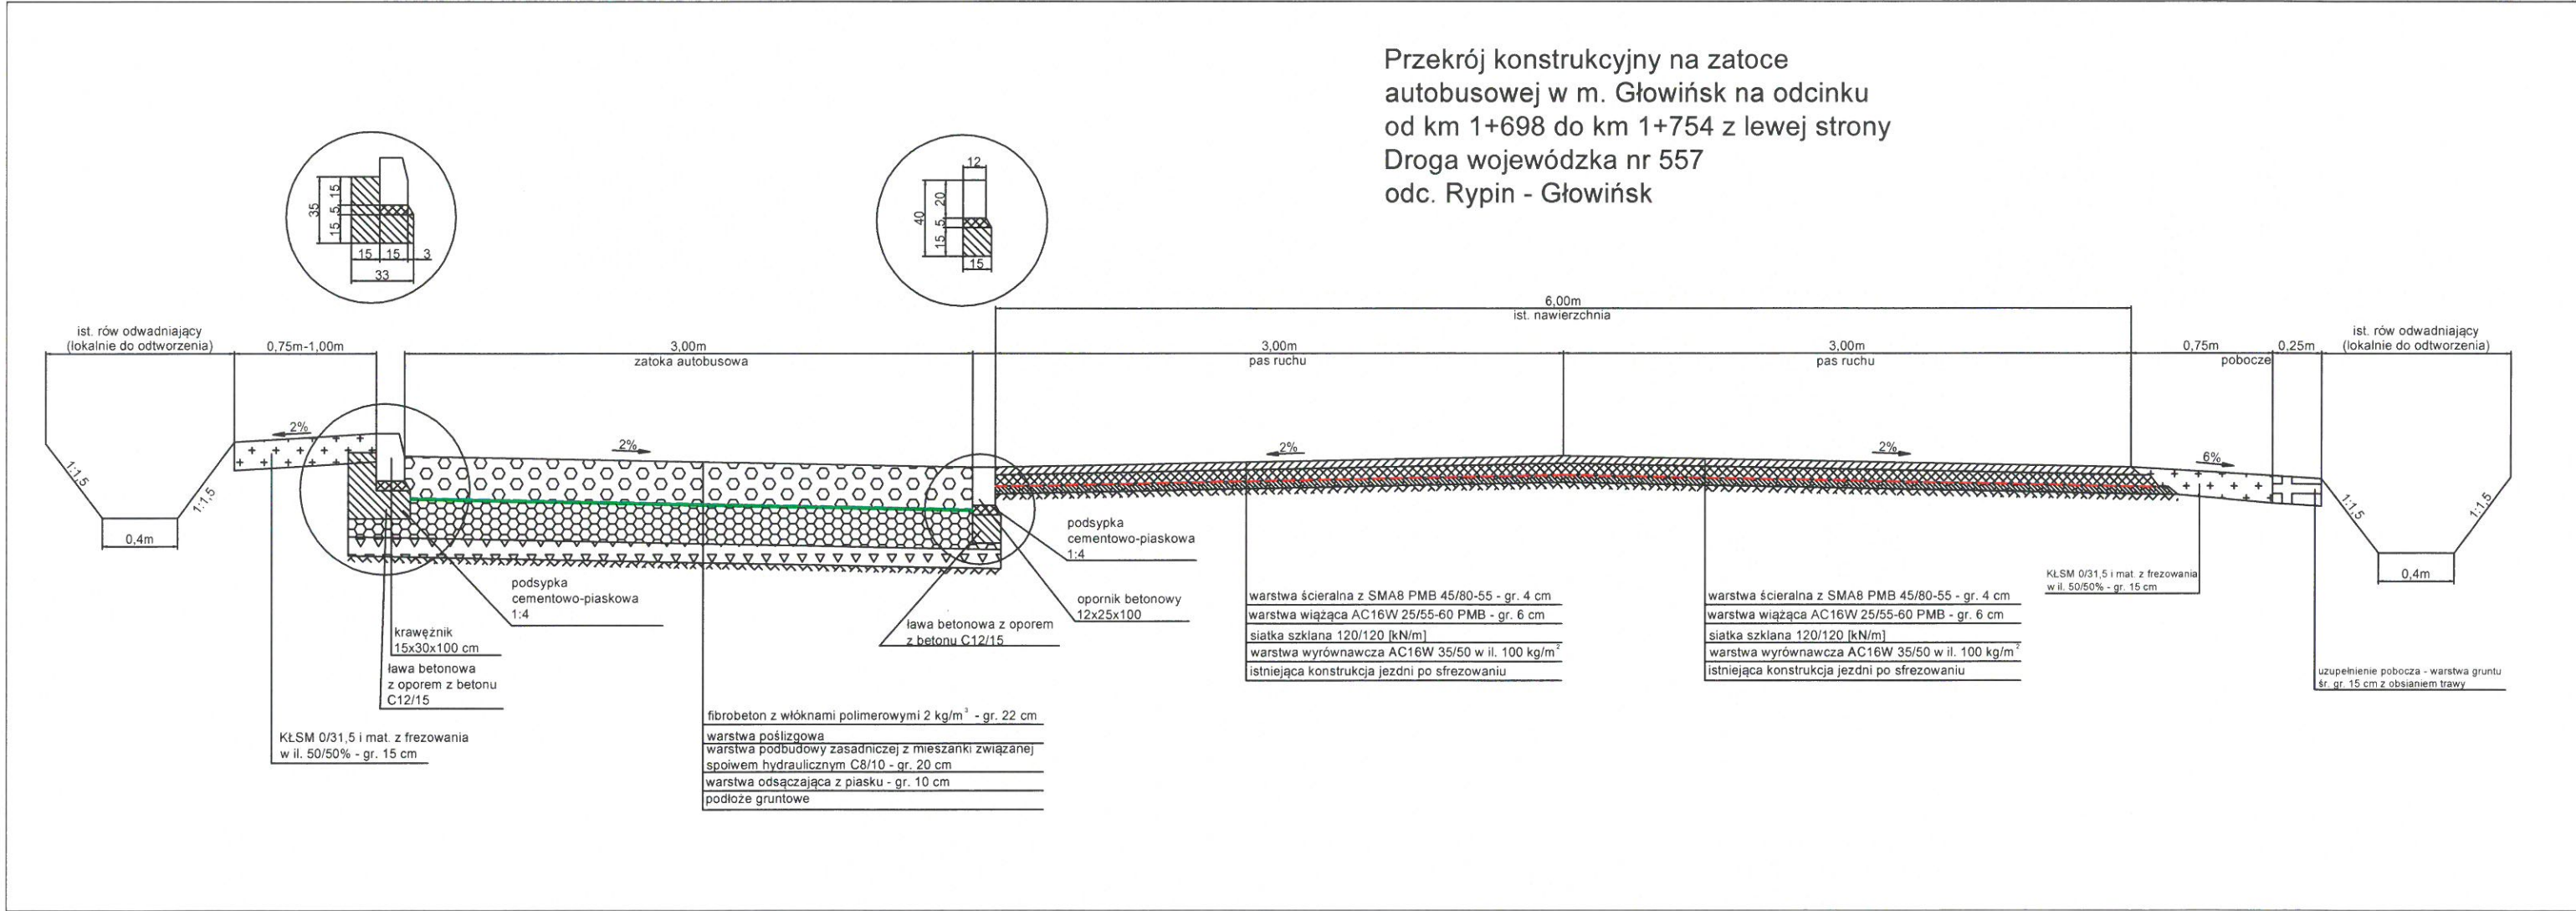 Przekrój konstrukcyjny na zatoce
autobusowej w m. Głowińsk na odcinku
od km 1+698 do km 1+754 z lewej strony
Droga wojewódzka nr 557
odc. Rypin - Głowińsk
35
15
5
15
15
15
3
33
12
40
20
5
15
15
6,00m
ist. nawierzchnia
ist. rów odwadniający
(lokalnie do odtworzenia)
0,75m-1,00m
3,00m
zatoka autobusowa
3,00m
pas ruchu
3,00m
pas ruchu
0,75m
pobocze
0,25m
ist. rów odwadniający
(lokalnie do odtworzenia)
1:1,5
0,4m
1:1,5
2%
2%
2%
2%
6%
1:1,5
0,4m
1:1,5
podsypka
cementowo-piaskowa
1:4
krawężnik
15x30x100 cm
ława betonowa
z oporem z betonu
C12/15
KŁSM 0/31,5 i mat. z frezowania
w il. 50/50% - gr. 15 cm
podsypka
cementowo-piaskowa
1:4
opornik betonowy
12x25x100
ława betonowa z oporem
z betonu C12/15
fibrobeton z włóknami polimerowymi 2 kg/m³ - gr. 22 cm
warstwa poślizgowa
warstwa podbudowy zasadniczej z mieszanki związanej
spoiwem hydraulicznym C8/10 - gr. 20 cm
warstwa odsączająca z piasku - gr. 10 cm
podłoże gruntowe
warstwa ścieralna z SMA8 PMB 45/80-55 - gr. 4 cm
warstwa wiążąca AC16W 25/55-60 PMB - gr. 6 cm
siatka szklana 120/120 [kN/m]
warstwa wyrównawcza AC16W 35/50 w il. 100 kg/m²
istniejąca konstrukcja jezdni po sfrezowaniu
warstwa ścieralna z SMA8 PMB 45/80-55 - gr. 4 cm
warstwa wiążąca AC16W 25/55-60 PMB - gr. 6 cm
siatka szklana 120/120 [kN/m]
warstwa wyrównawcza AC16W 35/50 w il. 100 kg/m²
istniejąca konstrukcja jezdni po sfrezowaniu
KŁSM 0/31,5 i mat. z frezowania
w il. 50/50% - gr. 15 cm
uzupełnienie pobocza - warstwa gruntu
śr. gr. 15 cm z obsianiem trawy